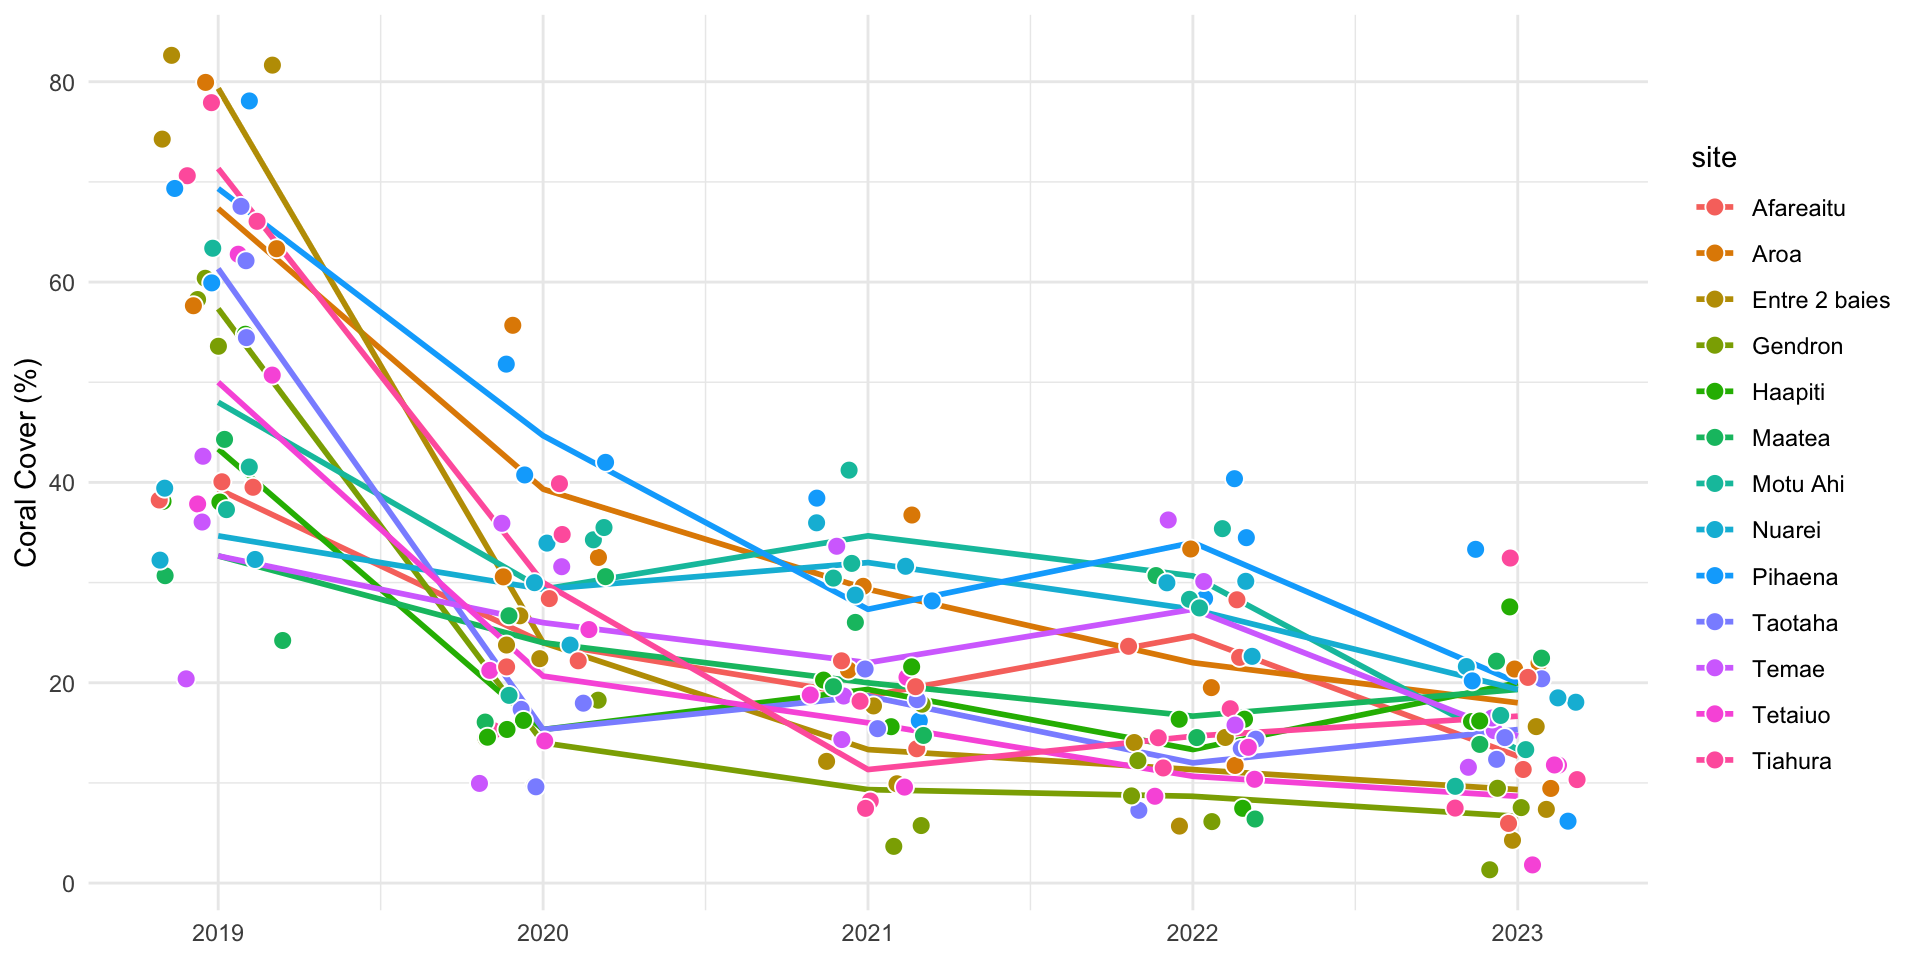 Coral Cover (%)
80
60
40
20
0
2019
2020
2021
2022
2023
site
Afareaitu
Aroa
Entre 2 baies
Gendron
Haapiti
Maatea
Motu Ahi
Nuarei
Pihaena
Taotaha
Temae
Tetaiuo
Tiahura